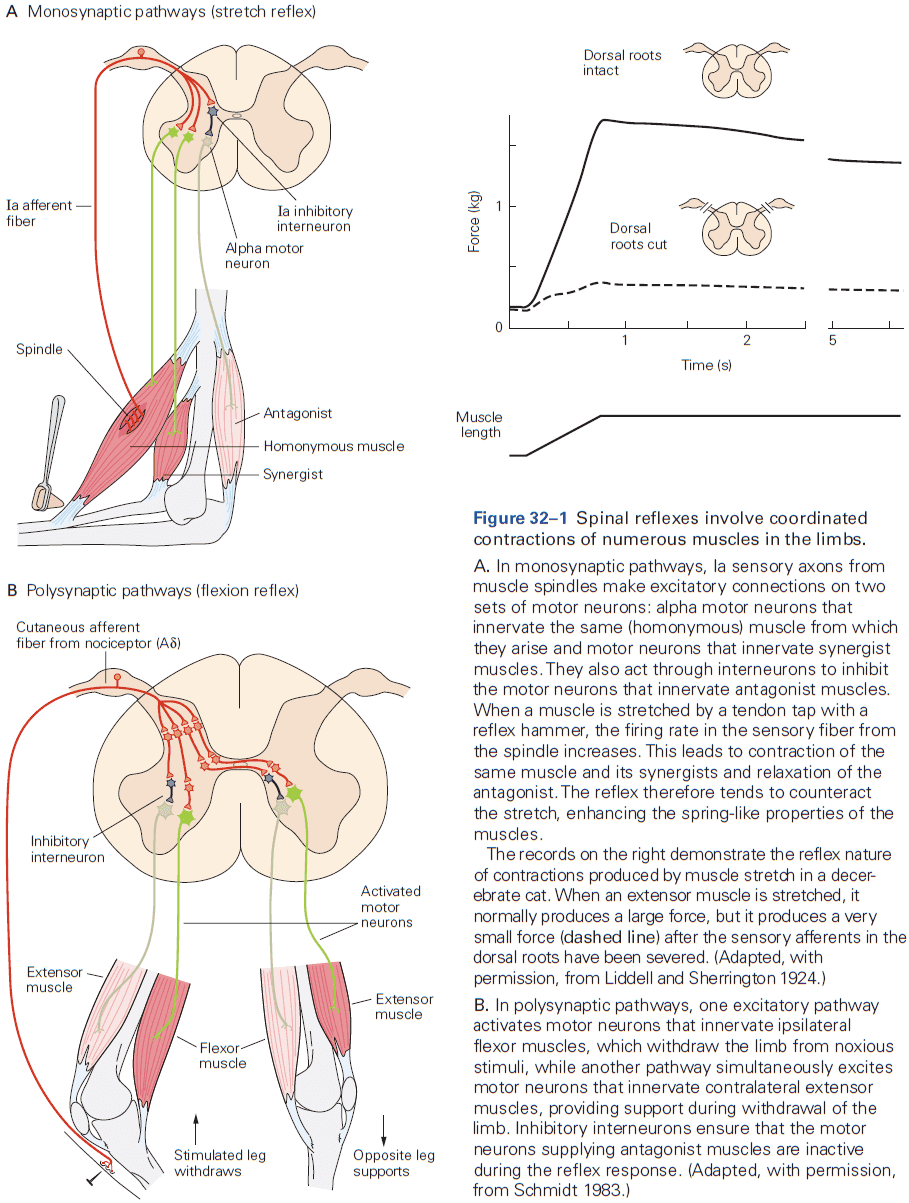 A Monosynaptic pathways (stretch reflex)
Ia afferent
fiber
Ia inhibitory
interneuron
Alpha motor
neuron
Spindle
Antagonist
Homonymous muscle
Synergist
Dorsal roots
intact
Force (kg)
1
0
Dorsal
roots cut
1
2
5
Time (s)
Muscle
length
B Polysynaptic pathways (flexion reflex)
Cutaneous afferent
fiber from nociceptor (Aδ)
Inhibitory
interneuron
Activated
motor
neurons
Extensor
muscle
Extensor
muscle
Flexor
muscle
Stimulated leg
withdraws
Opposite leg
supports
Figure 32–1 Spinal reflexes involve coordinated
contractions of numerous muscles in the limbs.
A. In monosynaptic pathways, Ia sensory axons from
muscle spindles make excitatory connections on two
sets of motor neurons: alpha motor neurons that
innervate the same (homonymous) muscle from which
they arise and motor neurons that innervate synergist
muscles. They also act through interneurons to inhibit
the motor neurons that innervate antagonist muscles.
When a muscle is stretched by a tendon tap with a
reflex hammer, the firing rate in the sensory fiber from
the spindle increases. This leads to contraction of the
same muscle and its synergists and relaxation of the
antagonist. The reflex therefore tends to counteract
the stretch, enhancing the spring-like properties of the
muscles.
The records on the right demonstrate the reflex nature
of contractions produced by muscle stretch in a decer-
ebrate cat. When an extensor muscle is stretched, it
normally produces a large force, but it produces a very
small force (dashed line) after the sensory afferents in the
dorsal roots have been severed. (Adapted, with
permission, from Liddell and Sherrington 1924.)
B. In polysynaptic pathways, one excitatory pathway
activates motor neurons that innervate ipsilateral
flexor muscles, which withdraw the limb from noxious
stimuli, while another pathway simultaneously excites
motor neurons that innervate contralateral extensor
muscles, providing support during withdrawal of the
limb. Inhibitory interneurons ensure that the motor
neurons supplying antagonist muscles are inactive
during the reflex response. (Adapted, with permission,
from Schmidt 1983.)